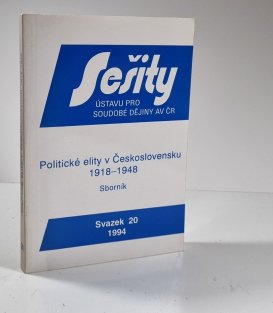 Sešity
ÚSTAVU PRO
SOUDOBÉ DĚJINY AV ČR
Politické elity v Československu
1918–1948
Sborník
Svazek 20
1994